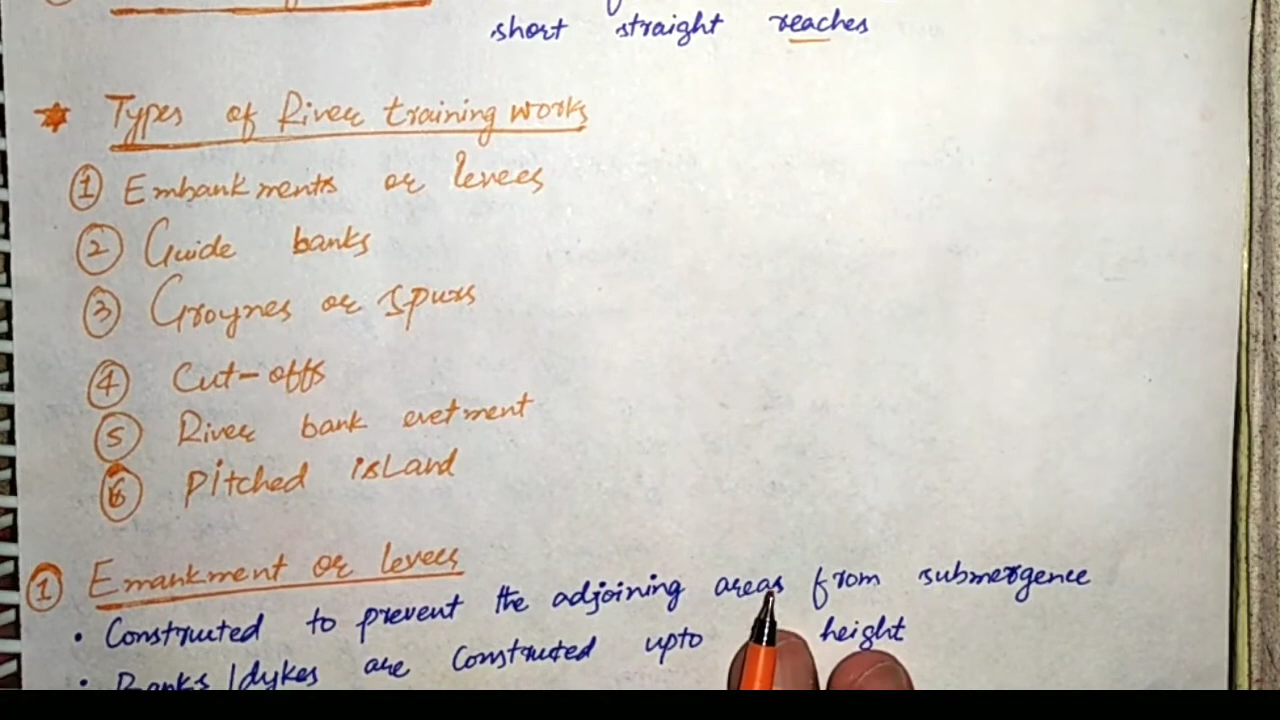 short straight reaches
Types of River training works
1 Embankments or levees
2 Guide banks
3 Groynes or Spurs
4 Cut-offs
5 River bank evetment
6 Pitched island
1 Emankment or levees
• Constructed to prevent the adjoining areas from submergence
• Banks/dykes are constructed upto height